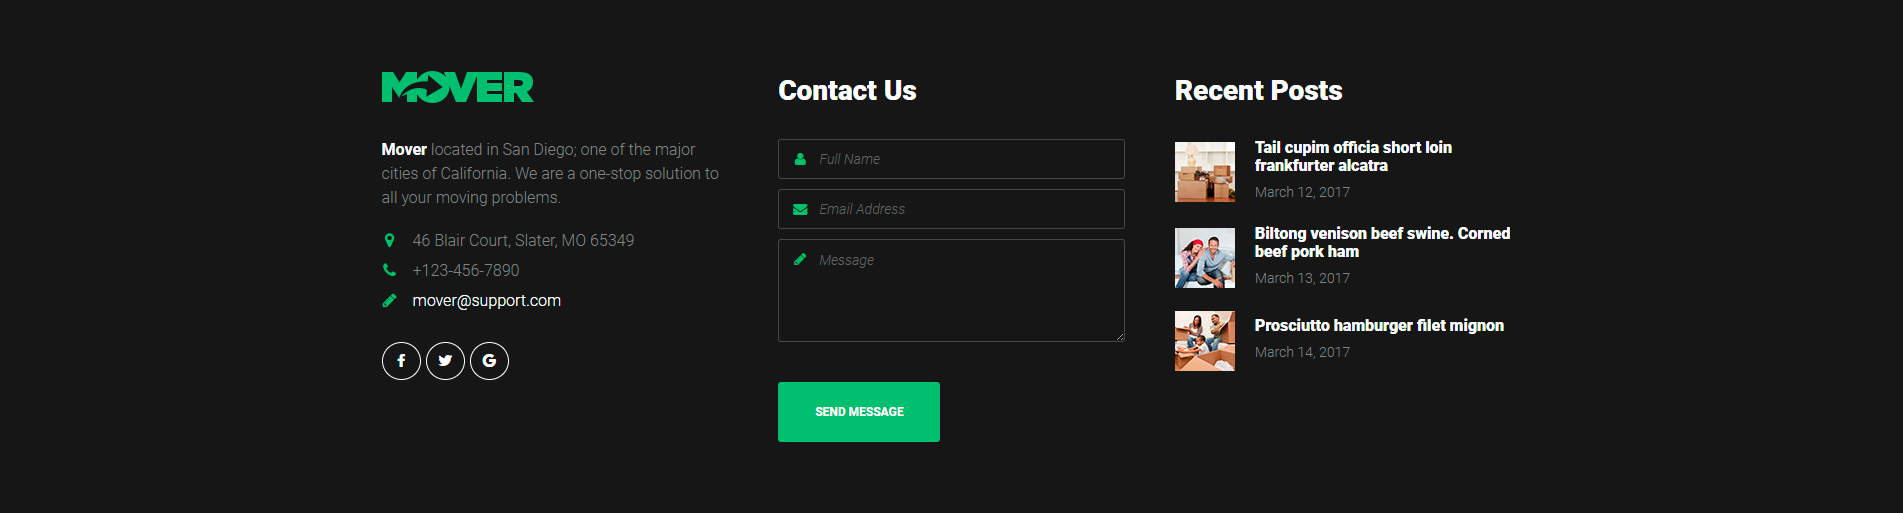 MOVER
Mover located in San Diego; one of the major
cities of California. We are a one-stop solution to
all your moving problems.
46 Blair Court, Slater, MO 65349
+123-456-7890
mover@support.com
Contact Us
Full Name
Email Address
Message
SEND MESSAGE
Recent Posts
Tail cupim officia short loin
frankfurter alcatra
March 12, 2017
Biltong venison beef swine. Corned
beef pork ham
March 13, 2017
Prosciutto hamburger filet mignon
March 14, 2017